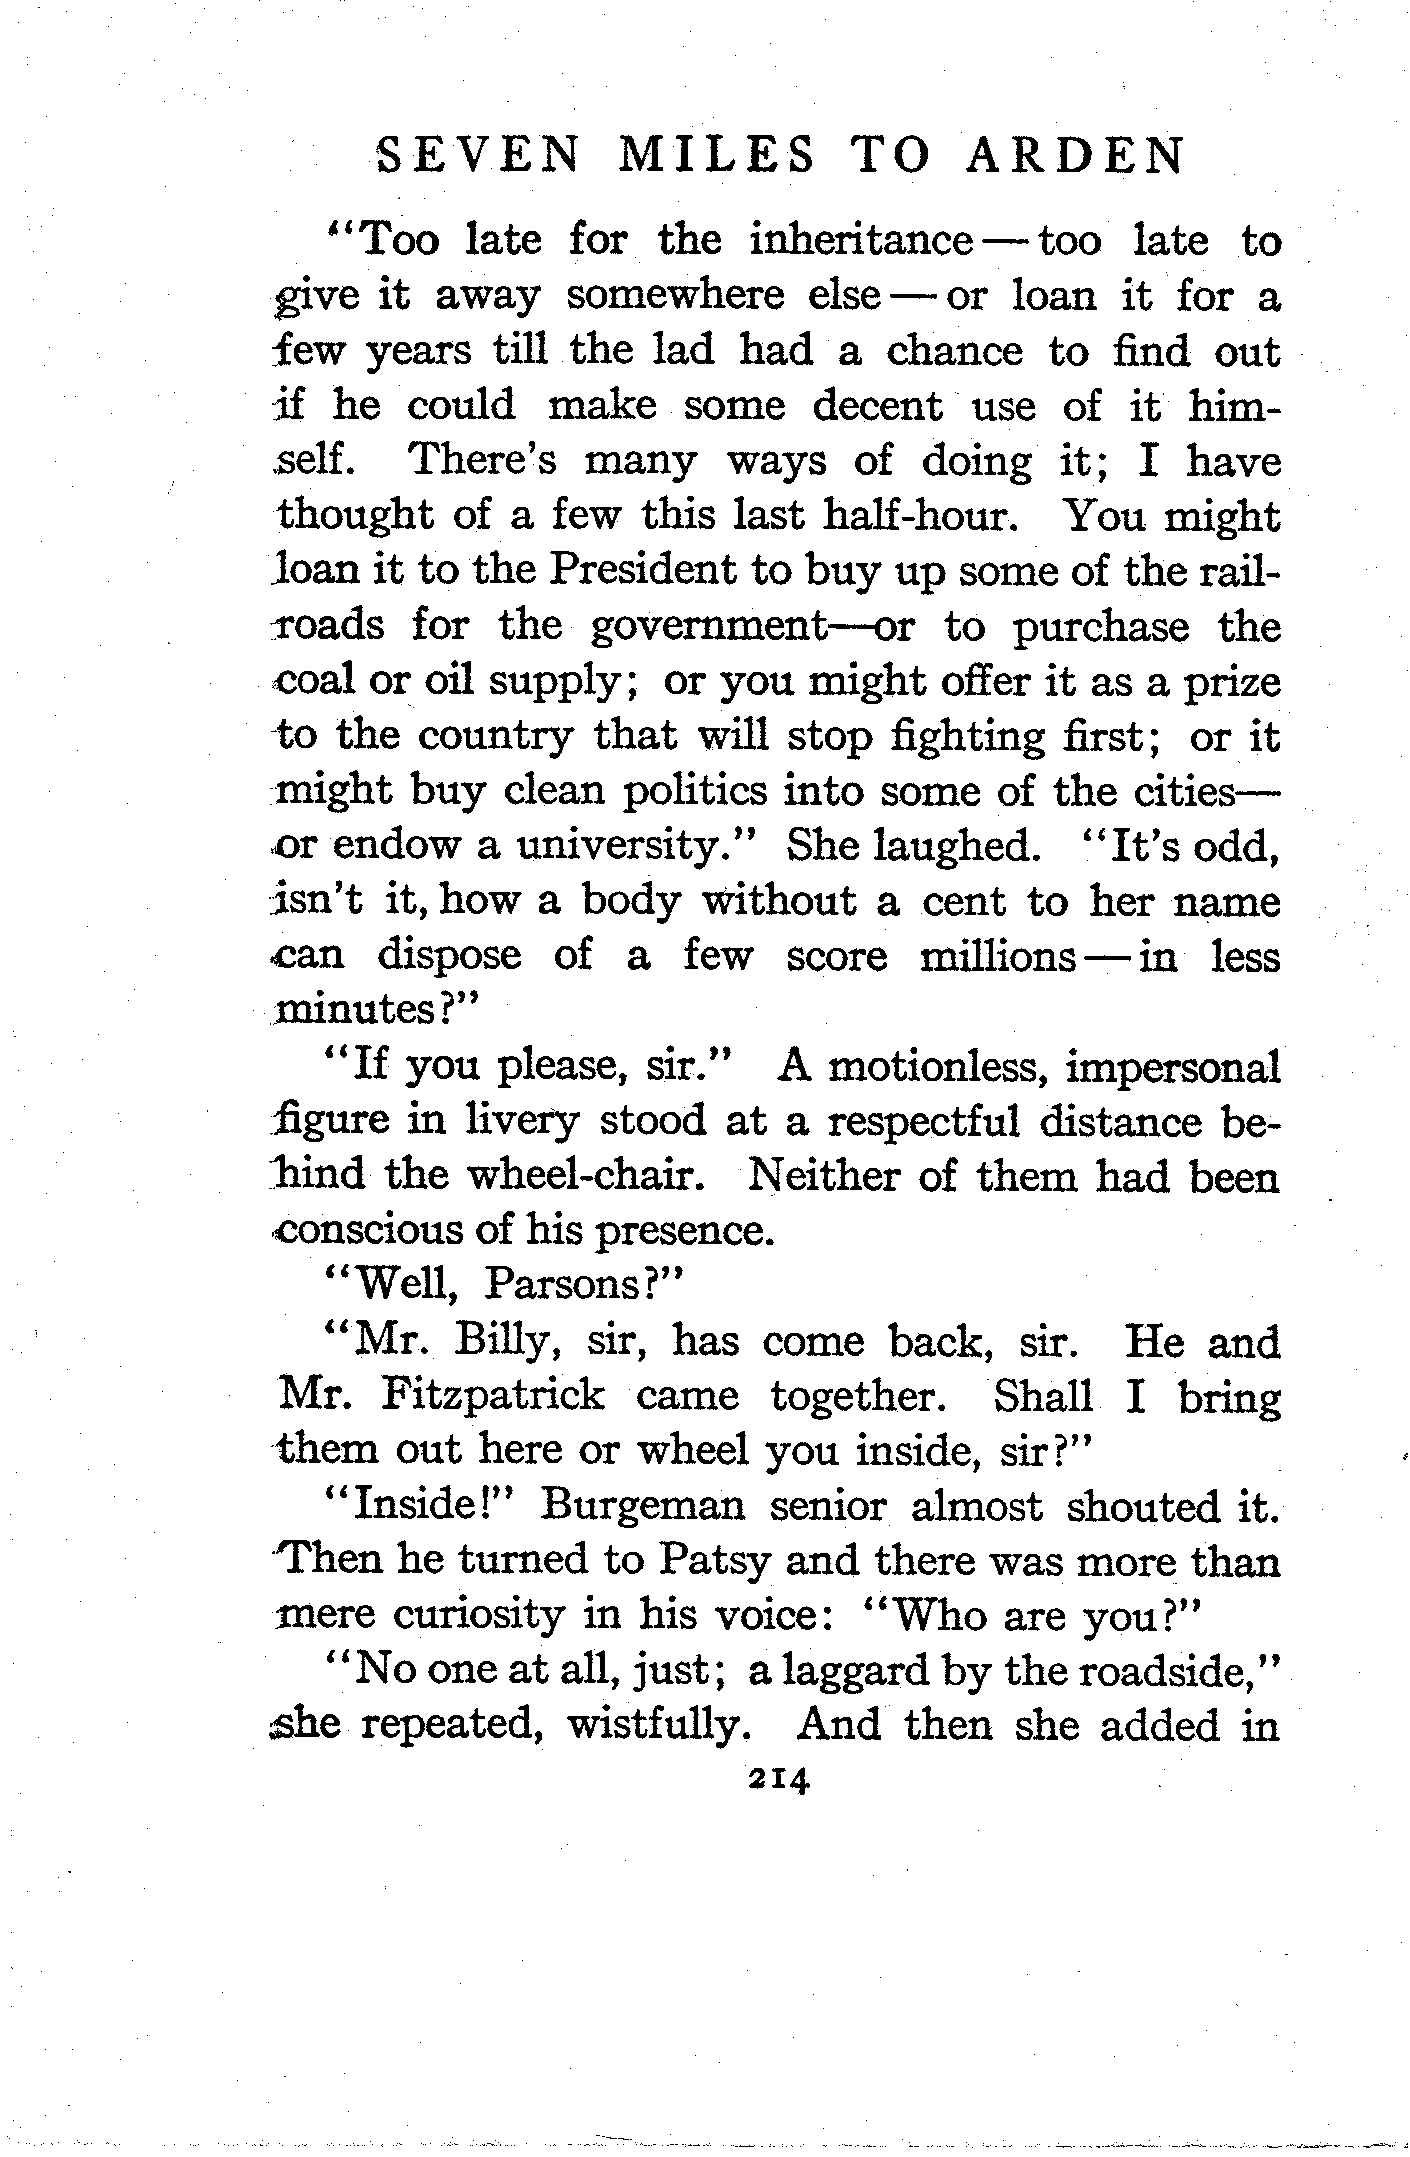 SEVEN MILES TO ARDEN
"Too late for the inheritance—too late to
give it away somewhere else—or loan it for a
few years till the lad had a chance to find out
if he could make some decent use of it him-
self. There's many ways of doing it; I have
thought of a few this last half-hour. You might
loan it to the President to buy up some of the rail-
roads for the government—or to purchase the
coal or oil supply; or you might offer it as a prize
to the country that will stop fighting first; or it
might buy clean politics into some of the cities—
or endow a university." She laughed. "It's odd,
isn't it, how a body without a cent to her name
can dispose of a few score millions—in less
minutes?"
"If you please, sir." A motionless, impersonal
figure in livery stood at a respectful distance be-
hind the wheel-chair. Neither of them had been
conscious of his presence.
"Well, Parsons?"
"Mr. Billy, sir, has come back, sir. He and
Mr. Fitzpatrick came together. Shall I bring
them out here or wheel you inside, sir?"
"Inside!" Burgeman senior almost shouted it.
Then he turned to Patsy and there was more than
mere curiosity in his voice: "Who are you?"
"No one at all, just; a laggard by the roadside,"
she repeated, wistfully. And then she added in
214